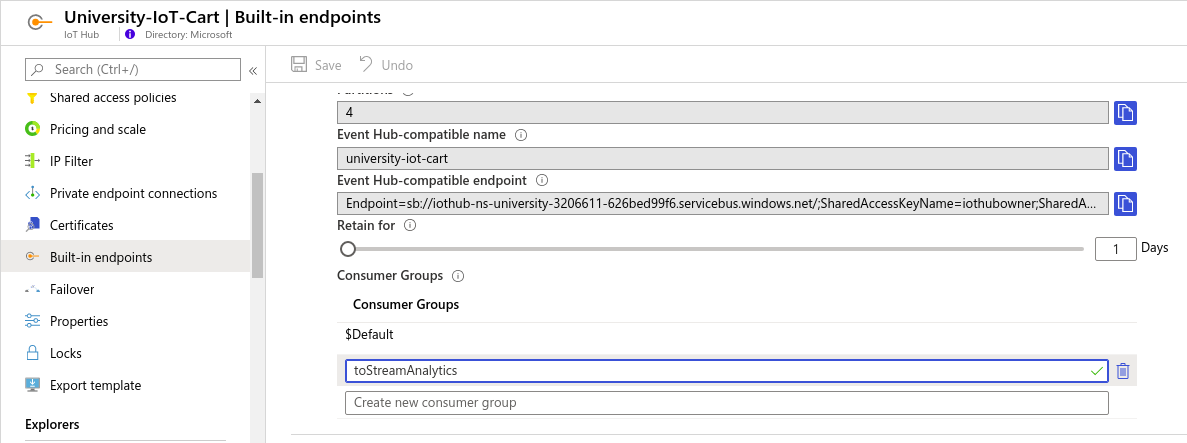 University-IoT-Cart | Built-in endpoints
IoT Hub
Directory: Microsoft
Search (Ctrl+/)
«
Shared access policies
Pricing and scale
IP Filter
Private endpoint connections
Certificates
Built-in endpoints
Failover
Properties
Locks
Export template
Explorers
Save
Undo
Partitions
4
Event Hub-compatible name
university-iot-cart
Event Hub-compatible endpoint
Endpoint=sb://iothub-ns-university-3206611-626bed99f6.servicebus.windows.net/;SharedAccessKeyName=iothubowner;SharedA...
Retain for
1 Days
Consumer Groups
Consumer Groups
$Default
toStreamAnalytics
Create new consumer group